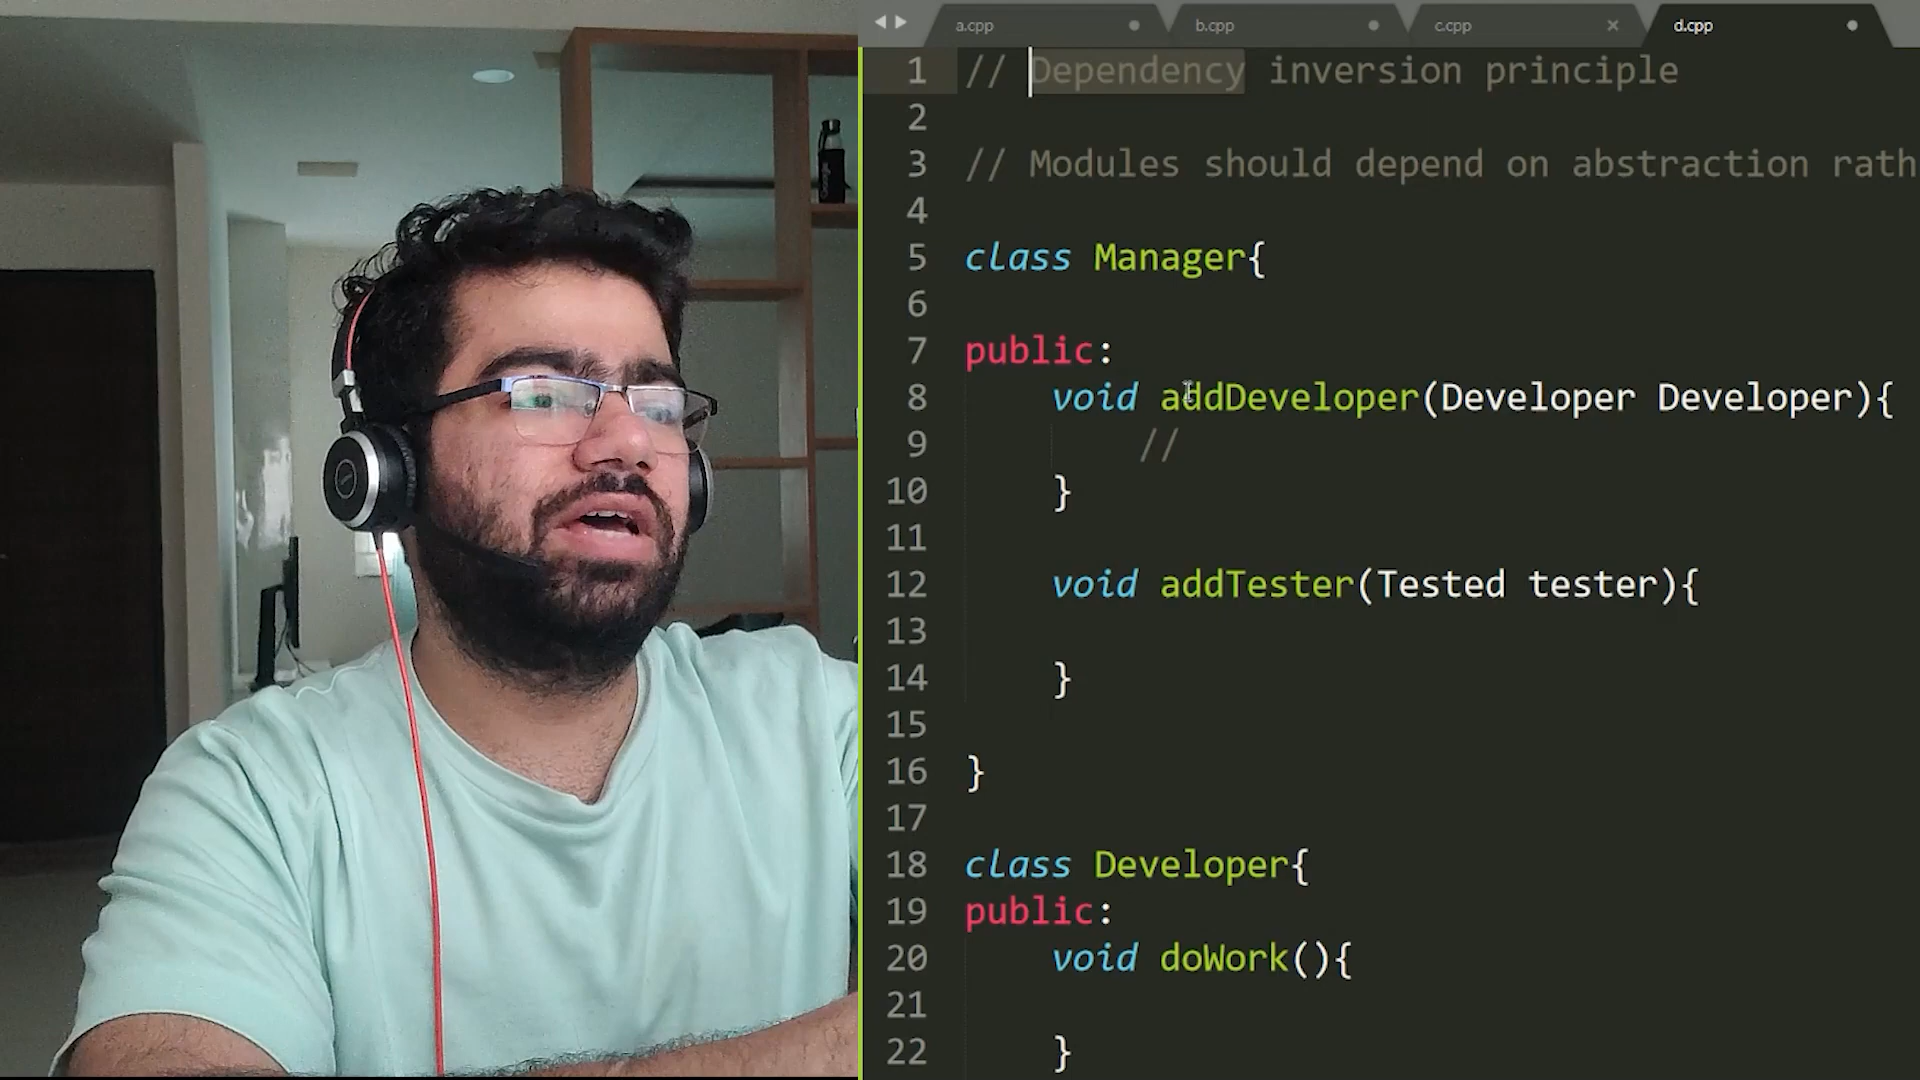 a.cpp
b.cpp
c.cpp
d.cpp
1 // Dependency inversion principle
2
3 // Modules should depend on abstraction rath
4
5 class Manager{
6
7 public:
8 void addDeveloper(Developer Developer){
9 //
10 }
11
12 void addTester(Tested tester){
13
14 }
15
16 }
17
18 class Developer{
19 public:
20 void doWork(){
21
22 }